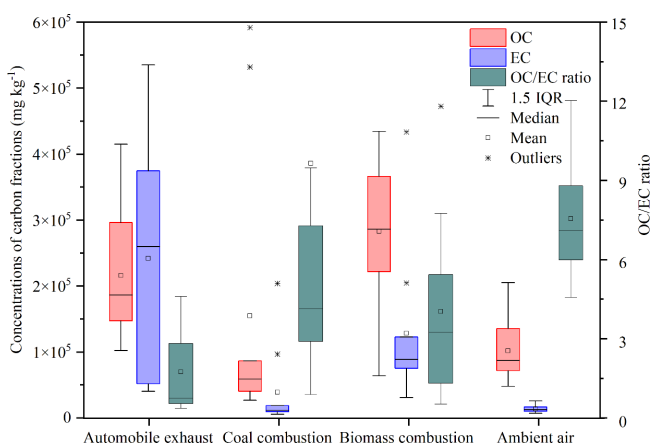 6×10⁵
5×10⁵
4×10⁵
3×10⁵
2×10⁵
1×10⁵
0
Concentrations of carbon fractions (mg kg⁻¹)
OC
EC
OC/EC ratio
1.5 IQR
Median
Mean
Outliers
15
12
9
6
3
0
OC/EC ratio
Automobile exhaust Coal combustion Biomass combustion Ambient air